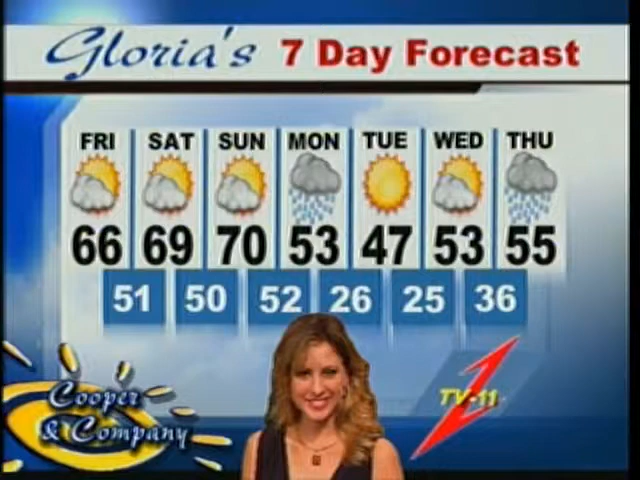 Gloria's 7 Day Forecast
FRI SAT SUN MON TUE WED THU
66 69 70 53 47 53 55
51 50 52 26 25 36
Cooper
& Company
TV-11